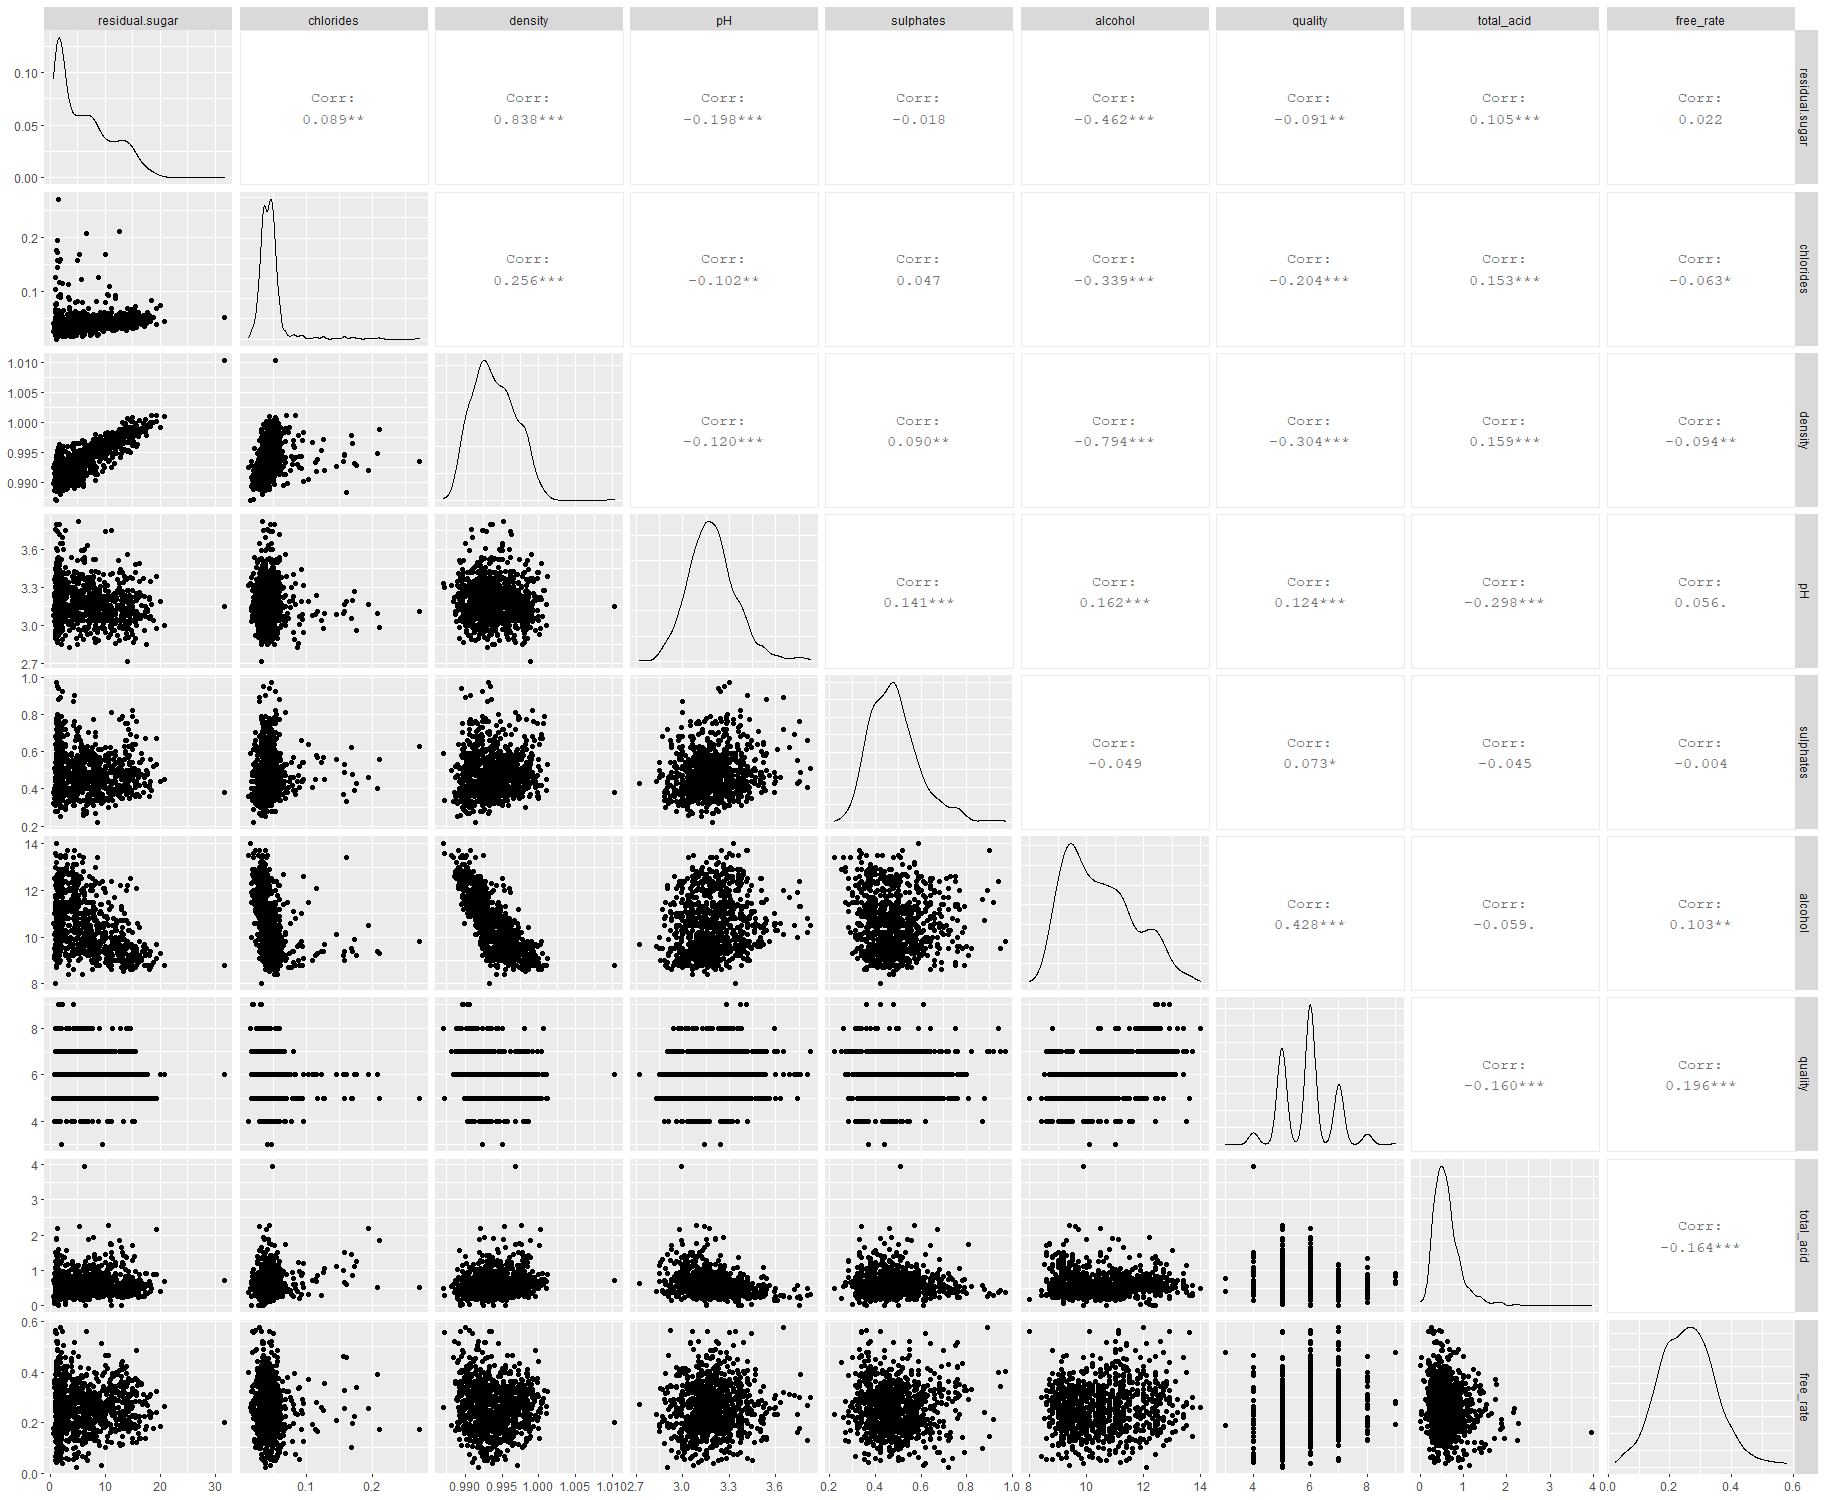 residual.sugar chlorides density pH sulphates alcohol quality total_acid free_rate
0.10
0.05
0.00
Corr: Corr: Corr: Corr: Corr: Corr: Corr: Corr:
0.089** 0.838*** -0.198*** -0.018 -0.462*** -0.091** 0.105*** 0.022
residual.sugar
0.2
0.1
Corr: Corr: Corr: Corr: Corr: Corr: Corr:
0.256*** -0.102** 0.047 -0.339*** -0.204*** 0.153*** -0.063*
chlorides
1.010
1.005
1.000
0.995
0.990
Corr: Corr: Corr: Corr: Corr: Corr:
-0.120*** 0.090** -0.794*** -0.304*** 0.159*** -0.094**
density
3.6
3.3
3.0
2.7
Corr: Corr: Corr: Corr: Corr:
0.141*** 0.162*** 0.124*** -0.298*** 0.056.
pH
1.0
0.8
0.6
0.4
0.2
Corr: Corr: Corr: Corr:
-0.049 0.073* -0.045 -0.004
sulphates
14
12
10
8
Corr: Corr: Corr:
0.428*** -0.059. 0.103**
alcohol
8
6
4
Corr: Corr:
-0.160*** 0.196***
quality
4
3
2
1
0
Corr:
-0.164***
total_acid
0.6
0.4
0.2
0.0
free_rate
0 10 20 30 0.1 0.2 0.990 0.995 1.000 1.005 1.010 2.7 3.0 3.3 3.6 0.2 0.4 0.6 0.8 1.0 8 10 12 14 4 6 8 0 1 2 3 4 0.0 0.2 0.4 0.6